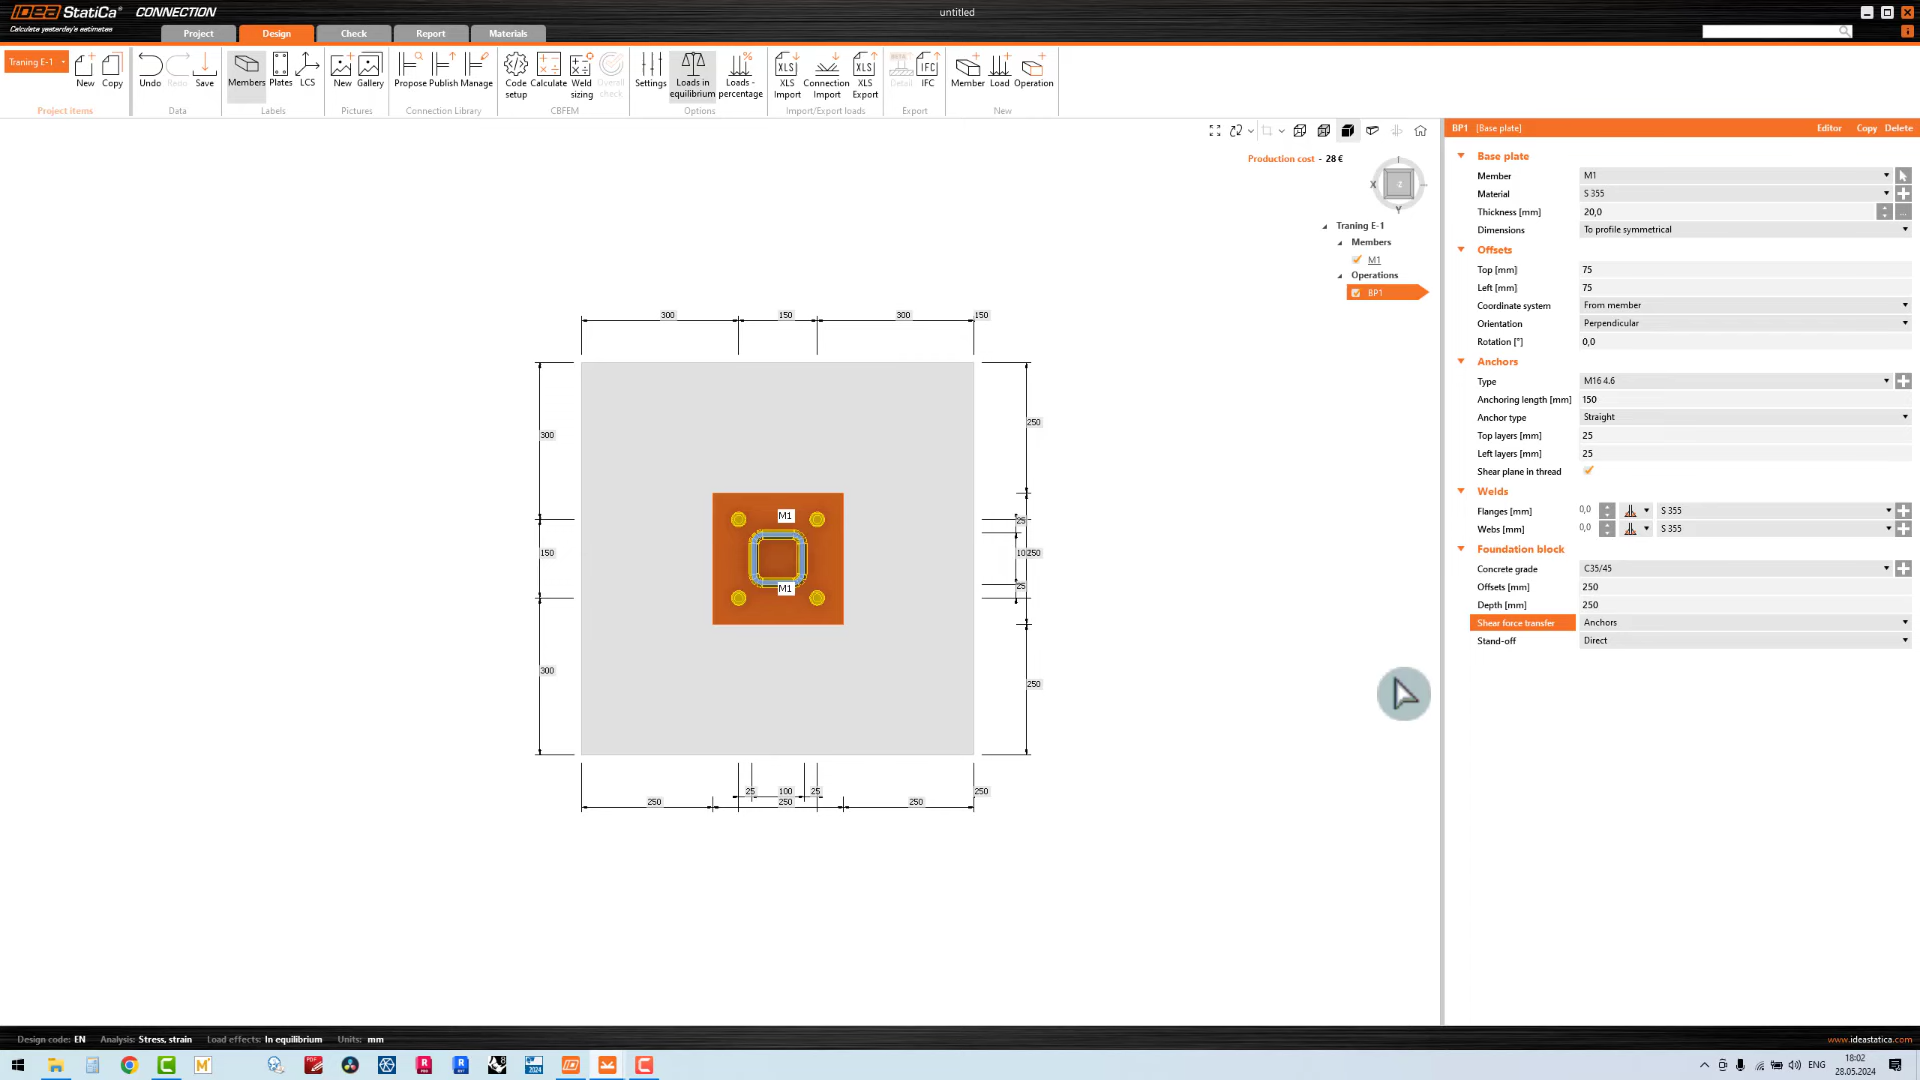 IDEA StatiCa® CONNECTION
Calculate yesterday's estimates
untitled
Project Design Check Report Materials
Traning E-1
New Copy Undo Redo Save Members Plates LCS New Gallery Propose Publish Manage Code setup Calculate Weld sizing Overall check Settings Loads in equilibrium Loads - percentage XLS Import Connection Import XLS Export Detail IFC Member Load Operation
Project items Data Labels Pictures Connection Library CBFEM Options Import/Export loads Export New
Production cost - 28 €
X Z Y
Traning E-1
Members
M1
Operations
BP1
300 150 300 150
300 250
M1
25
150 250
25
M1
300 250
25 100 25 250
250 250 250
BP1 [Base plate] Editor Copy Delete
Base plate
Member M1
Material S 355
Thickness [mm] 20,0
Dimensions To profile symmetrical
Offsets
Top [mm] 75
Left [mm] 75
Coordinate system From member
Orientation Perpendicular
Rotation [°] 0,0
Anchors
Type M16 4.6
Anchoring length [mm] 150
Anchor type Straight
Top layers [mm] 25
Left layers [mm] 25
Shear plane in thread
Welds
Flanges [mm] 0,0 S 355
Webs [mm] 0,0 S 355
Foundation block
Concrete grade C35/45
Offsets [mm] 250
Depth [mm] 250
Shear force transfer Anchors
Stand-off Direct
Design code: EN Analysis: Stress, strain Load effects: In equilibrium Units: mm
www.ideastatica.com
ENG
18:02
28.05.2024